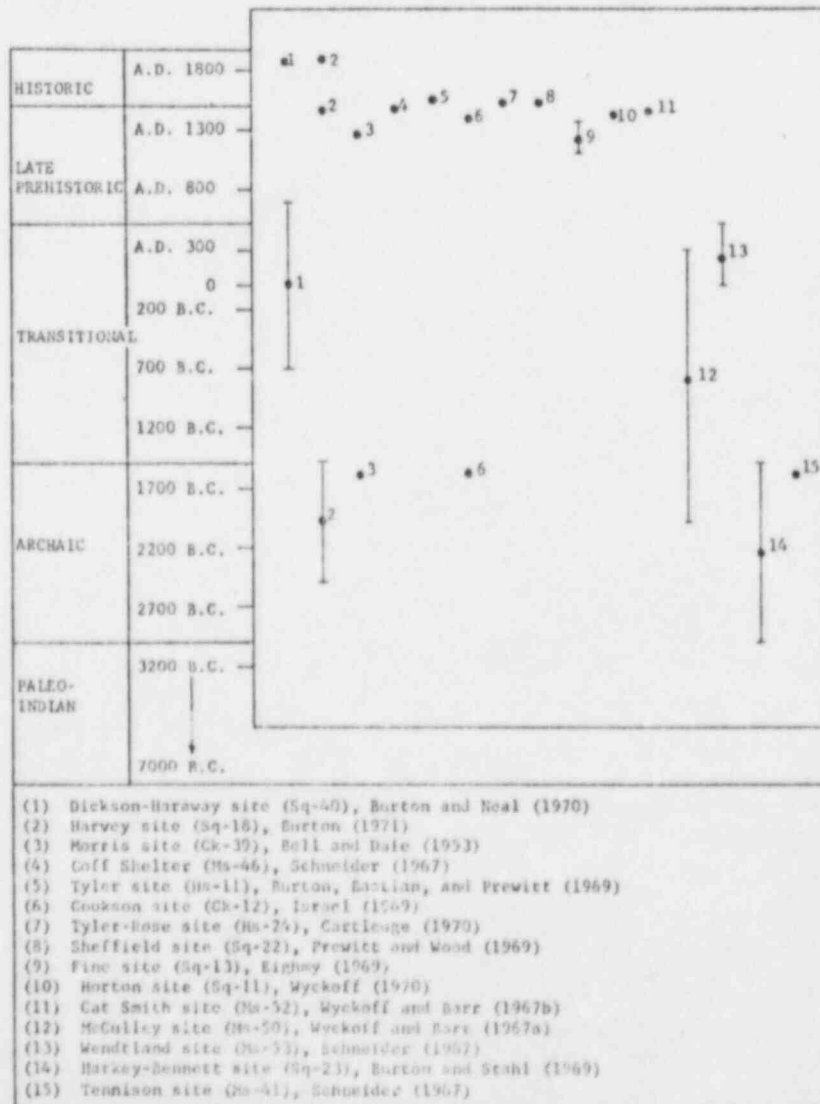 A.D. 1800
HISTORIC
A.D. 1300
LATE
PREHISTORIC
A.D. 800
A.D. 300
0
200 B.C.
TRANSITIONAL
700 B.C.
1200 B.C.
1700 B.C.
ARCHAIC
2200 B.C.
2700 B.C.
3200 B.C.
PALEO-
INDIAN
7000 B.C.
1 2
2 3 4 5 6 7 8 9 10 11
1 13
12
2 3 6 15
14
(1) Dickson-Haraway site (Sq-40), Burton and Neal (1970)
(2) Harvey site (Sq-18), Burton (1971)
(3) Morris site (Ck-39), Bell and Dale (1953)
(4) Shelter (Ms-46), Schneider (1967)
(5) Tyler site Burton, Bastian, and Prewitt (1969)
(6) Cookson site (Ck-12), Israel (1969)
(7) Tyler-Rose site Cartledge (1970)
(8) Sheffield site (Sq-22), Prewitt and Wood (1969)
(9) Fine site (Sq-13), Eighmy (1969)
(10) Horton site (Sq-11), Wyckoff (1970)
(11) Cat Smith site (Ms-52), Wyckoff and Barr (1967b)
(12) McCulley site (Ms-50), Wyckoff and Barr (1967a)
(13) Wendtland site (Ms-53), Schneider (1967)
(14) Harkey-Bennett site (Sq-23), Burton and Stahl (1969)
(15) Tennison site (Ms-41), Schneider (1967)